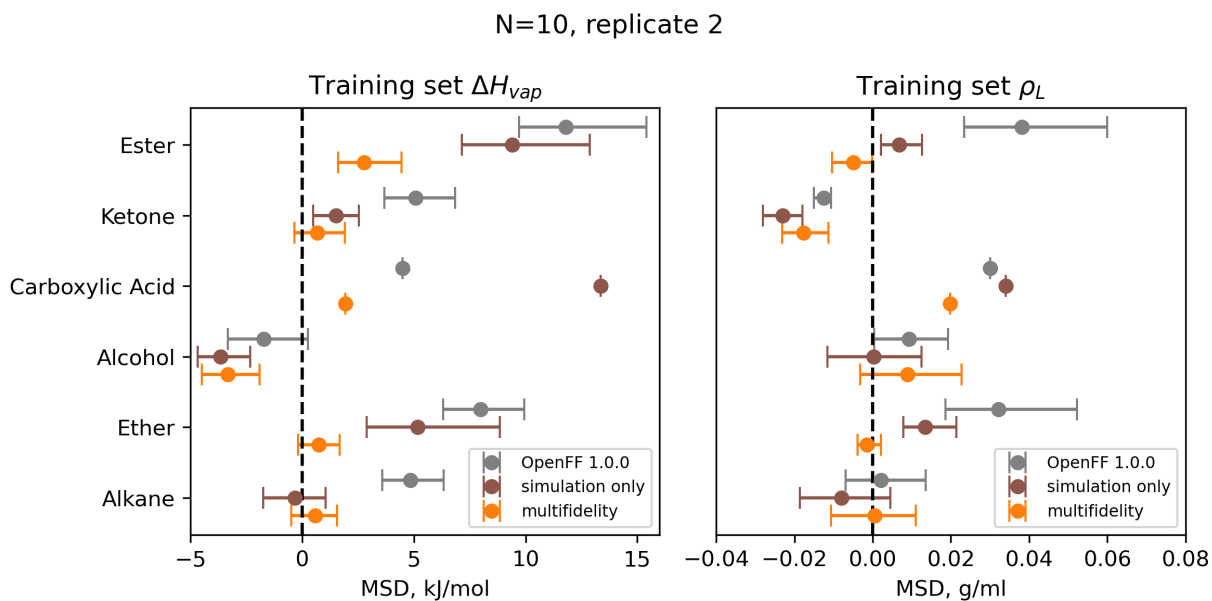 N=10, replicate 2
Training set ΔH_vap
Training set ρ_L
Ester
Ketone
Carboxylic Acid
Alcohol
Ether
Alkane
OpenFF 1.0.0
simulation only
multifidelity
OpenFF 1.0.0
simulation only
multifidelity
−5 0 5 10 15
−0.04 −0.02 0.00 0.02 0.04 0.06 0.08
MSD, kJ/mol
MSD, g/ml